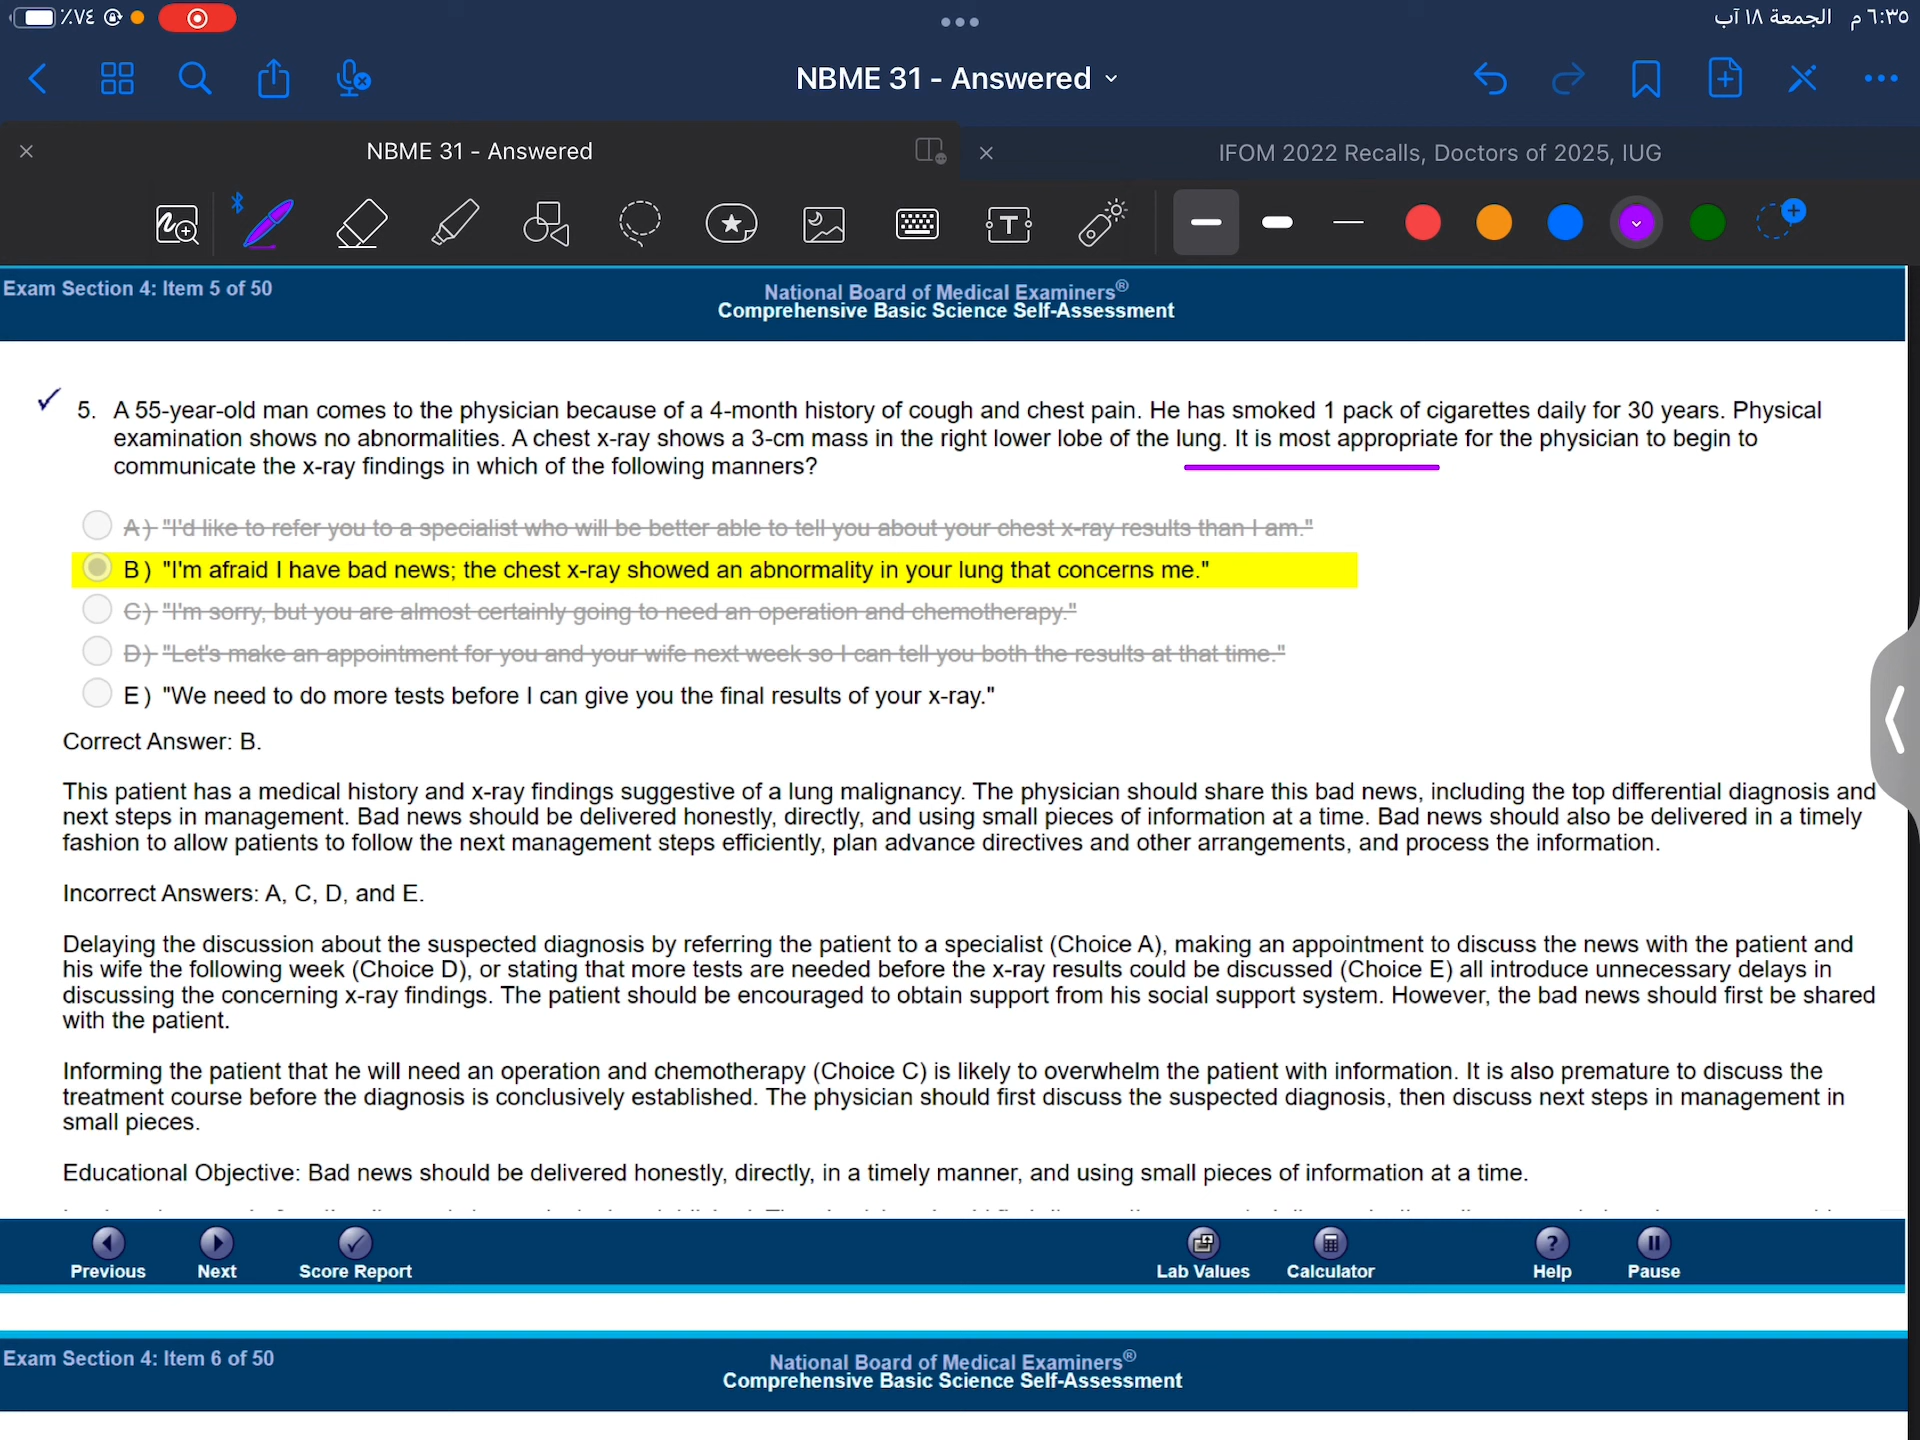 ٪٧٤
٦:٣٥ م الجمعة ١٨ آب
NBME 31 - Answered
NBME 31 - Answered
IFOM 2022 Recalls, Doctors of 2025, IUG
T
Exam Section 4: Item 5 of 50
National Board of Medical Examiners®
Comprehensive Basic Science Self-Assessment
5. A 55-year-old man comes to the physician because of a 4-month history of cough and chest pain. He has smoked 1 pack of cigarettes daily for 30 years. Physical
examination shows no abnormalities. A chest x-ray shows a 3-cm mass in the right lower lobe of the lung. It is most appropriate for the physician to begin to
communicate the x-ray findings in which of the following manners?
A) "I'd like to refer you to a specialist who will be better able to tell you about your chest x-ray results than I am."
B) "I'm afraid I have bad news; the chest x-ray showed an abnormality in your lung that concerns me."
C) "I'm sorry, but you are almost certainly going to need an operation and chemotherapy."
D) "Let's make an appointment for you and your wife next week so I can tell you both the results at that time."
E) "We need to do more tests before I can give you the final results of your x-ray."
Correct Answer: B.
This patient has a medical history and x-ray findings suggestive of a lung malignancy. The physician should share this bad news, including the top differential diagnosis and
next steps in management. Bad news should be delivered honestly, directly, and using small pieces of information at a time. Bad news should also be delivered in a timely
fashion to allow patients to follow the next management steps efficiently, plan advance directives and other arrangements, and process the information.
Incorrect Answers: A, C, D, and E.
Delaying the discussion about the suspected diagnosis by referring the patient to a specialist (Choice A), making an appointment to discuss the news with the patient and
his wife the following week (Choice D), or stating that more tests are needed before the x-ray results could be discussed (Choice E) all introduce unnecessary delays in
discussing the concerning x-ray findings. The patient should be encouraged to obtain support from his social support system. However, the bad news should first be shared
with the patient.
Informing the patient that he will need an operation and chemotherapy (Choice C) is likely to overwhelm the patient with information. It is also premature to discuss the
treatment course before the diagnosis is conclusively established. The physician should first discuss the suspected diagnosis, then discuss next steps in management in
small pieces.
Educational Objective: Bad news should be delivered honestly, directly, in a timely manner, and using small pieces of information at a time.
Previous
Next
Score Report
Lab Values
Calculator
Help
Pause
Exam Section 4: Item 6 of 50
National Board of Medical Examiners®
Comprehensive Basic Science Self-Assessment